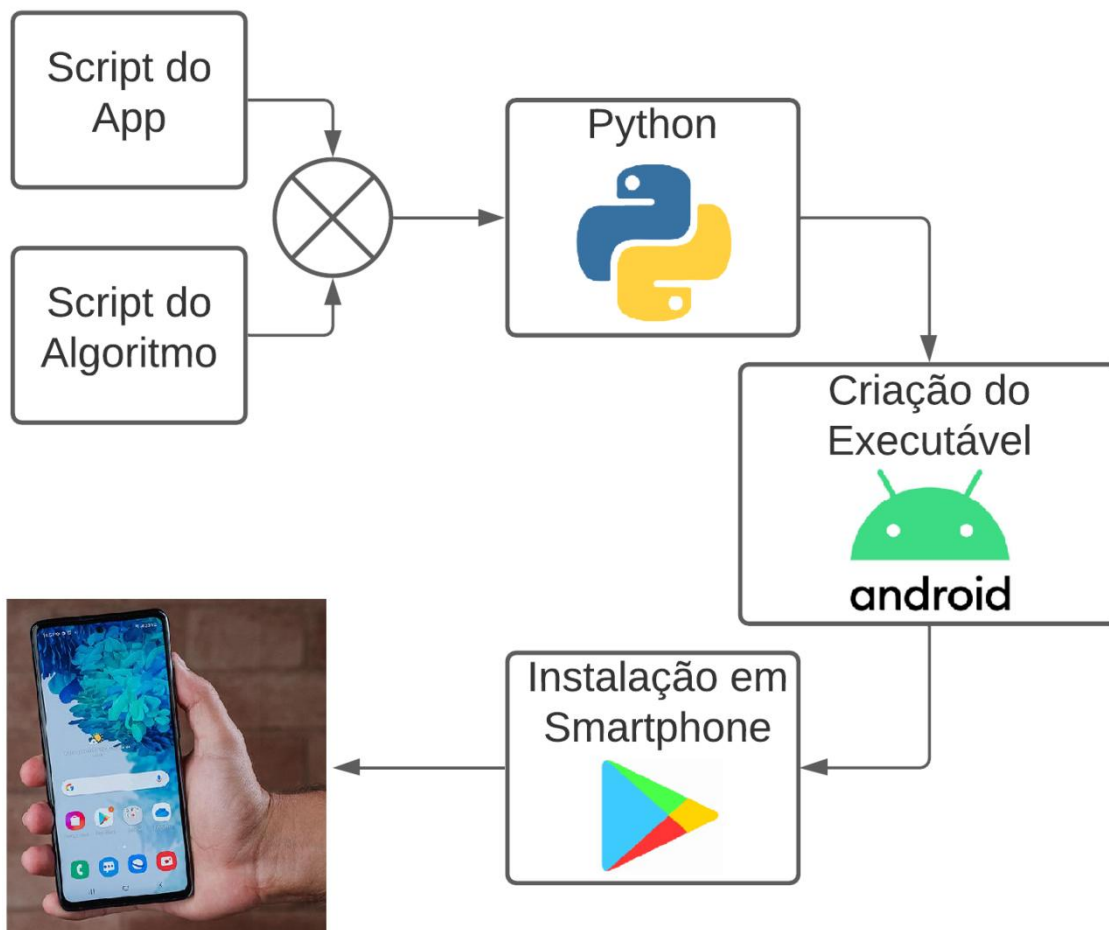 Script do
App
Script do
Algoritmo
Python
Criação do
Executável
android
Instalação em
Smartphone